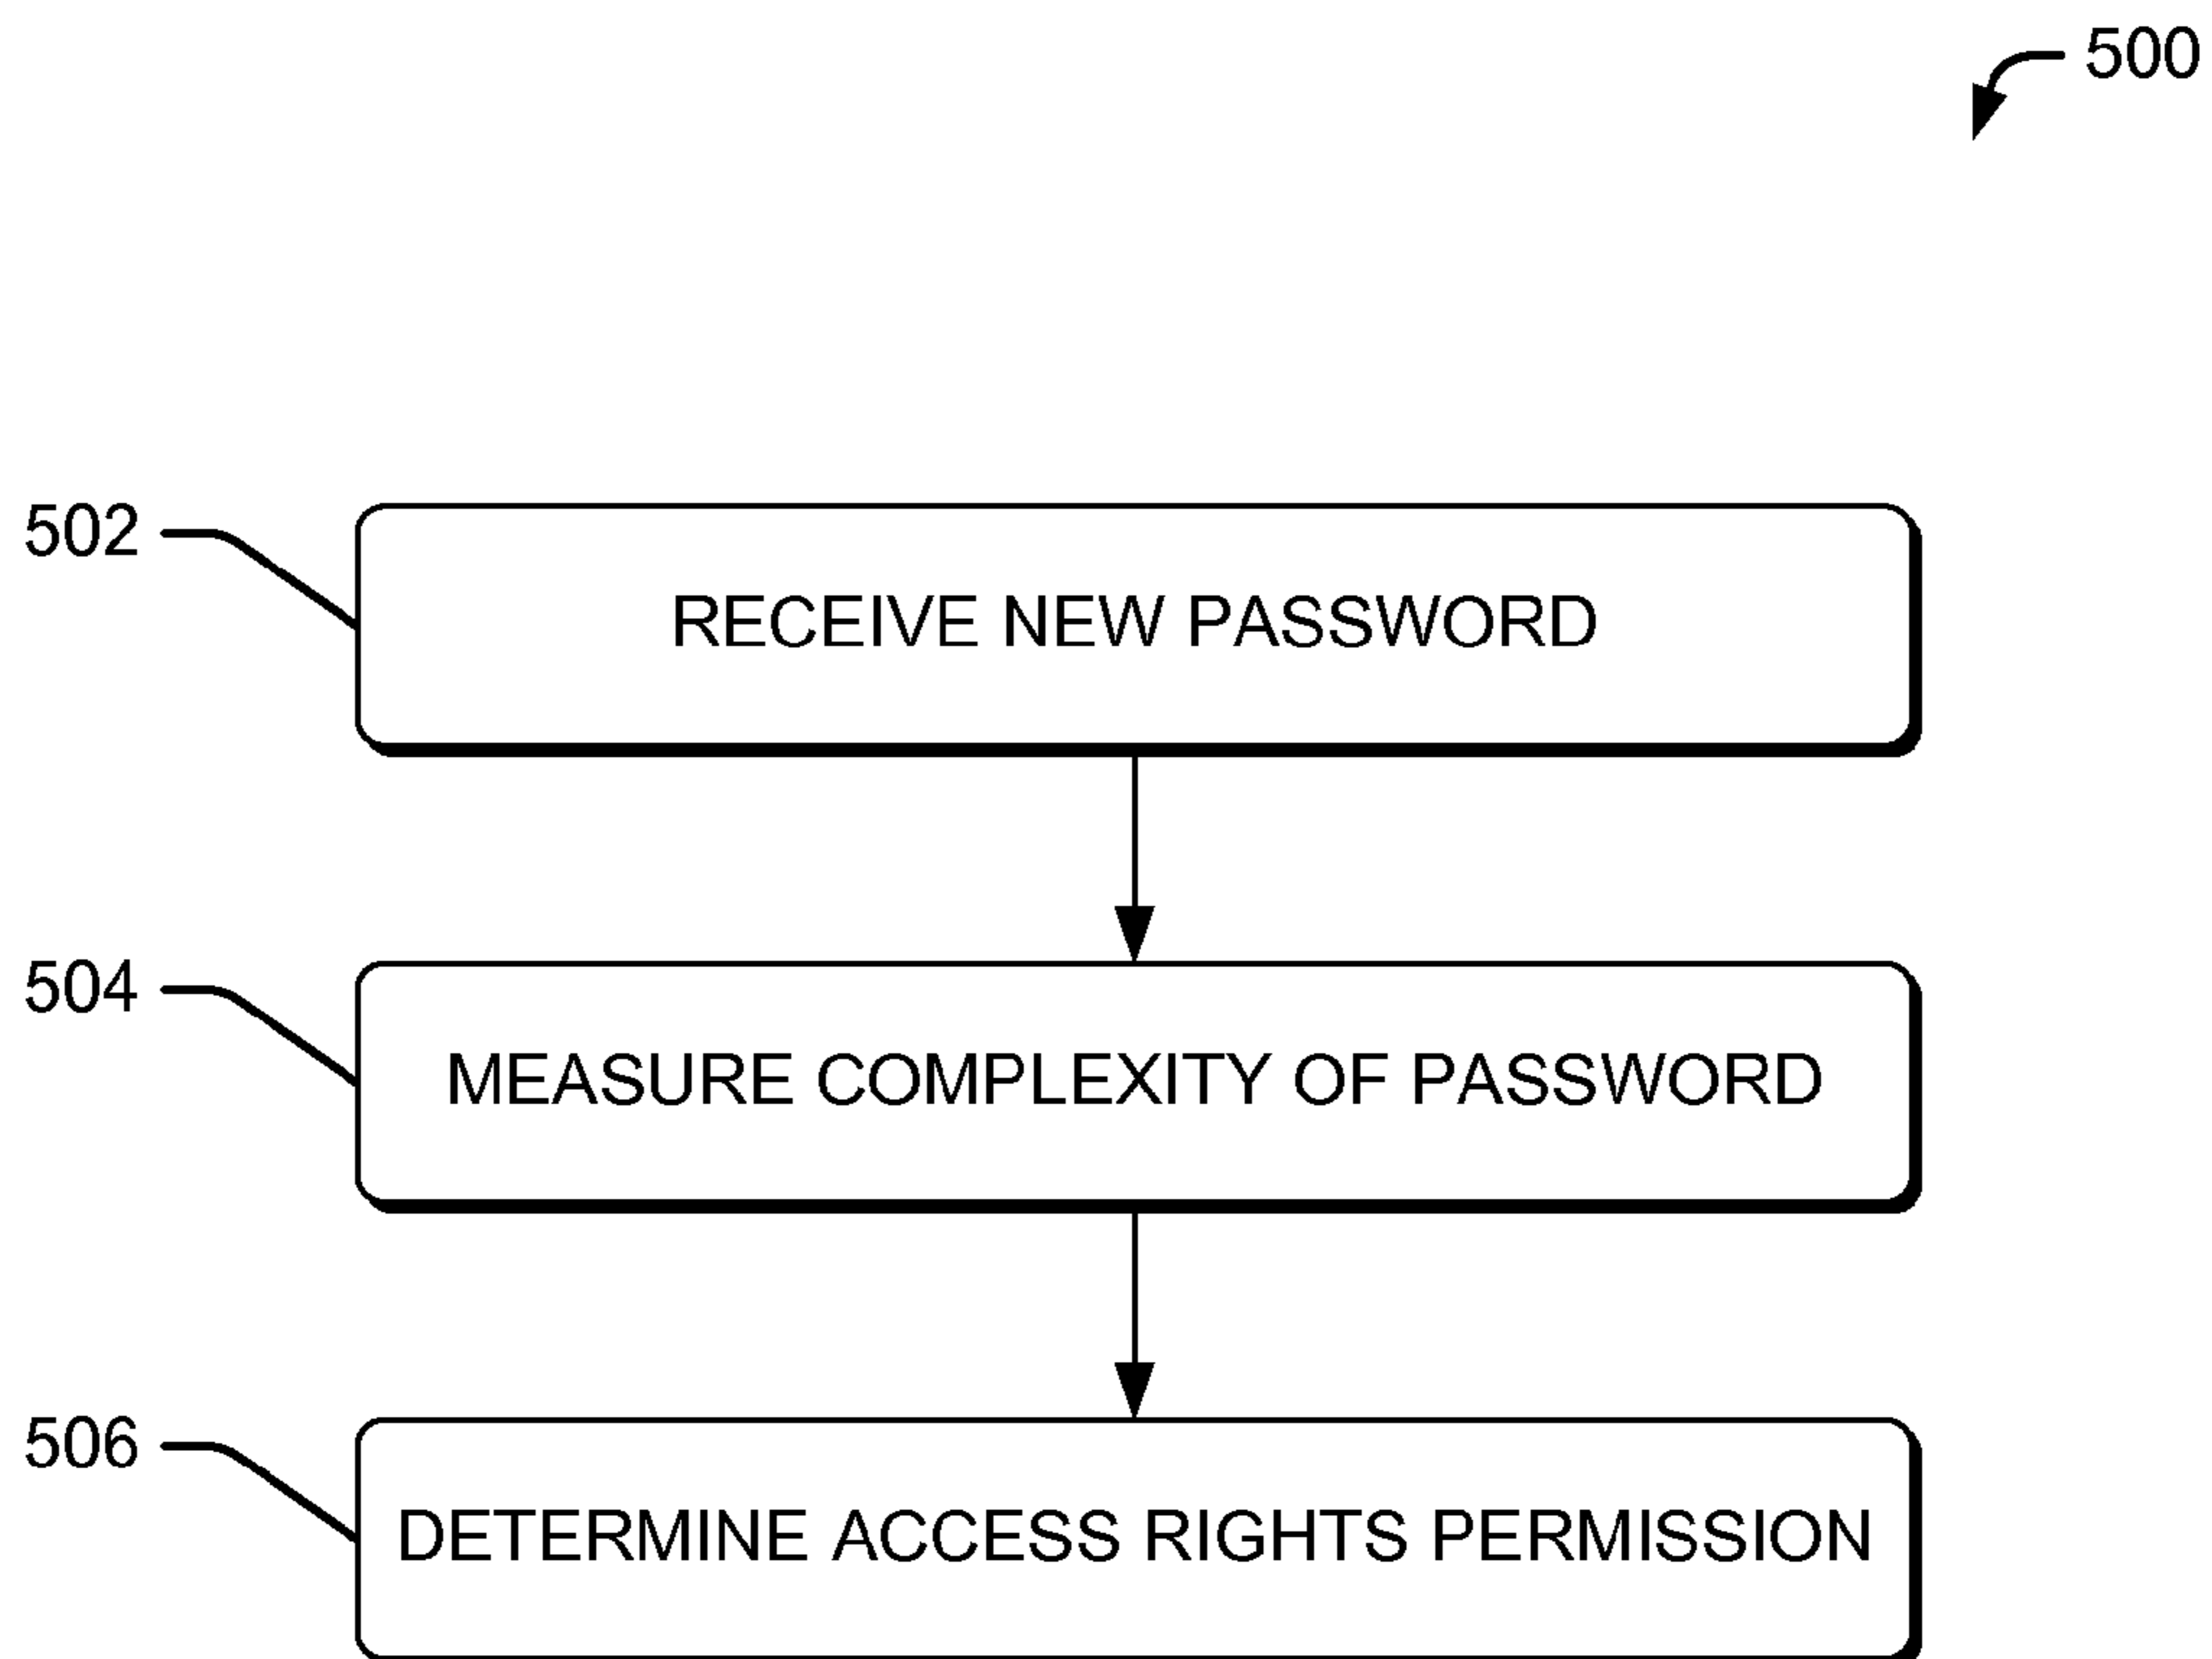 500
502
RECEIVE NEW PASSWORD
504
MEASURE COMPLEXITY OF PASSWORD
506
DETERMINE ACCESS RIGHTS PERMISSION